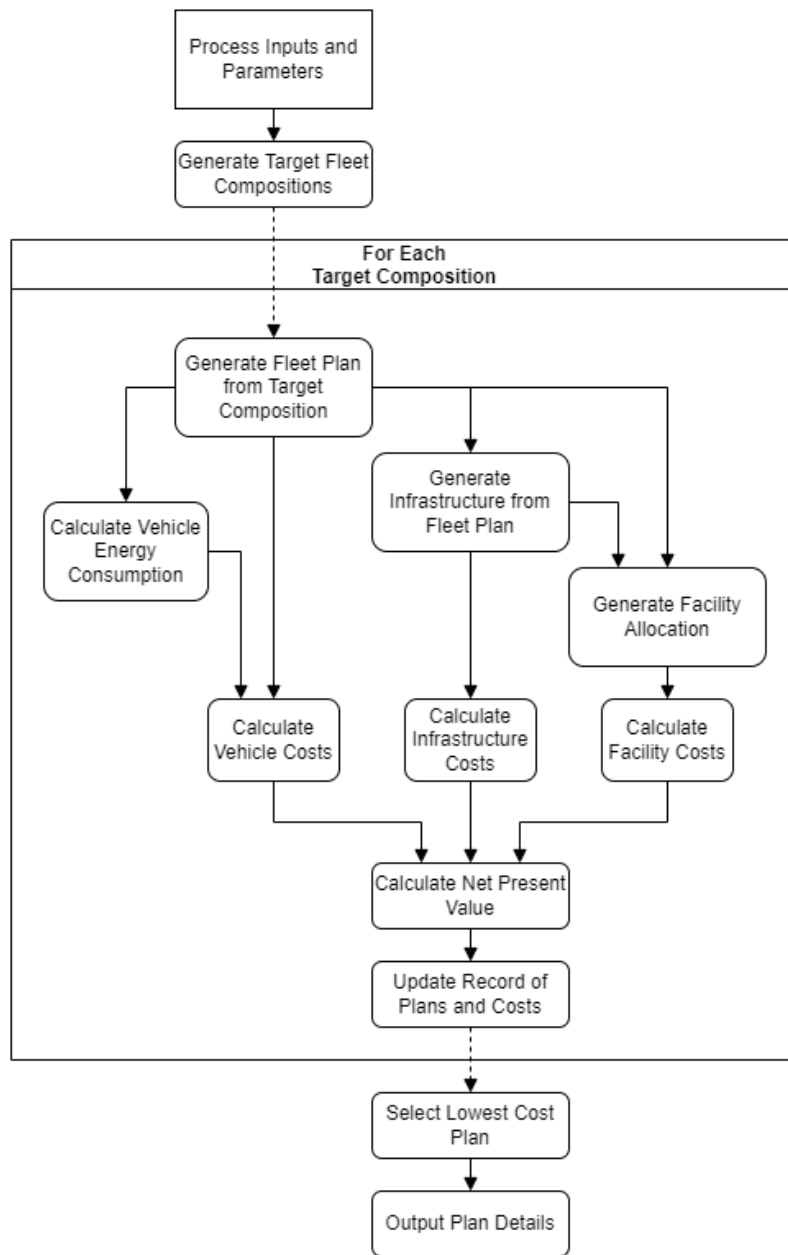 Process Inputs and
Parameters
Generate Target Fleet
Compositions
For Each
Target Composition
Generate Fleet Plan
from Target
Composition
Generate
Infrastructure from
Fleet Plan
Calculate Vehicle
Energy
Consumption
Generate Facility
Allocation
Calculate
Vehicle Costs
Calculate
Infrastructure
Costs
Calculate
Facility Costs
Calculate Net Present
Value
Update Record of
Plans and Costs
Select Lowest Cost
Plan
Output Plan Details